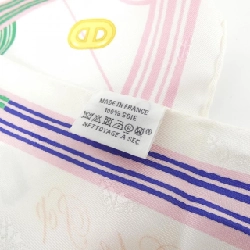 MADE IN FRANCE
100% SOIE
NETTOYAGE A SEC